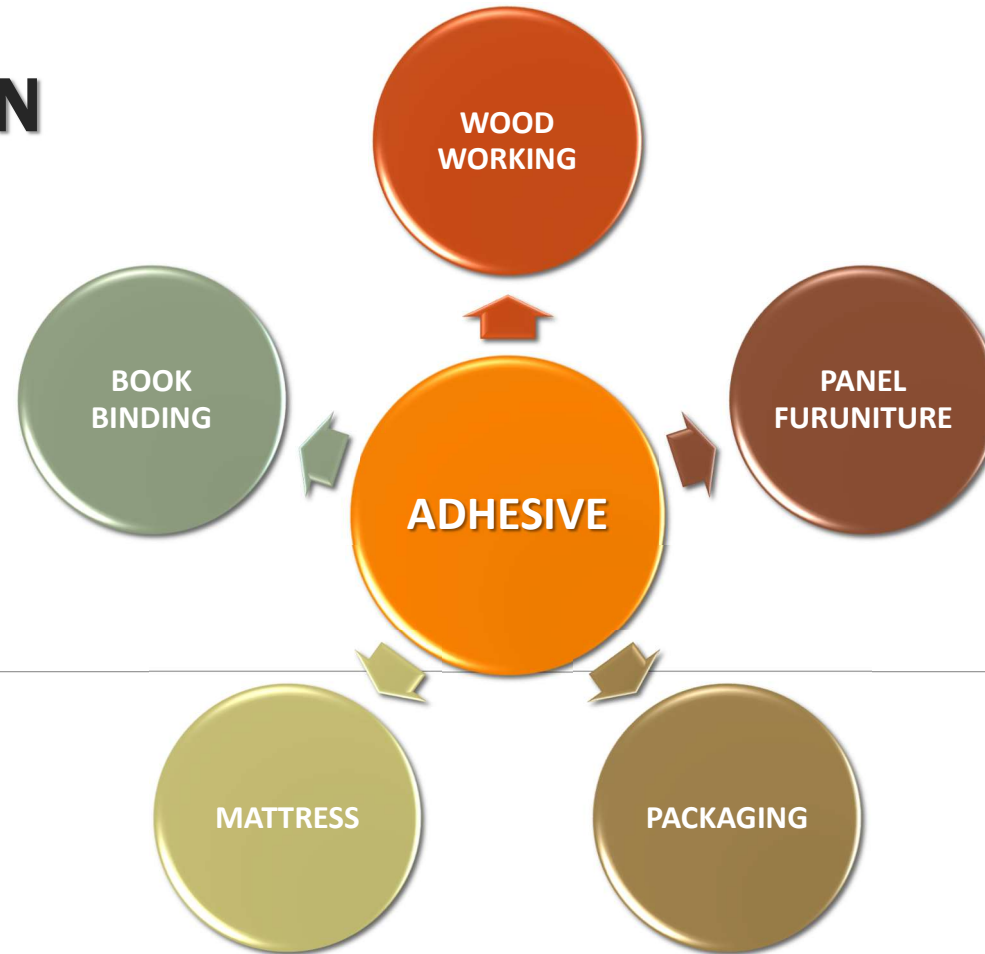 N
WOOD
WORKING
BOOK
BINDING
PANEL
FURUNITURE
ADHESIVE
MATTRESS
PACKAGING